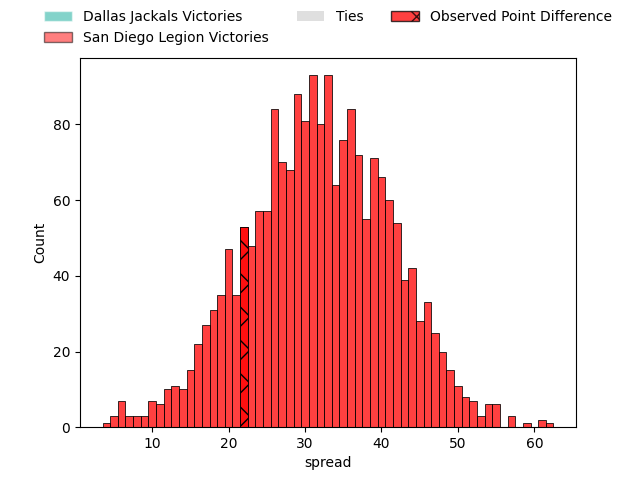 Dallas Jackals Victories Ties Observed Point Difference
San Diego Legion Victories
80
60
40
20
0
Count
10 20 30 40 50 60
spread